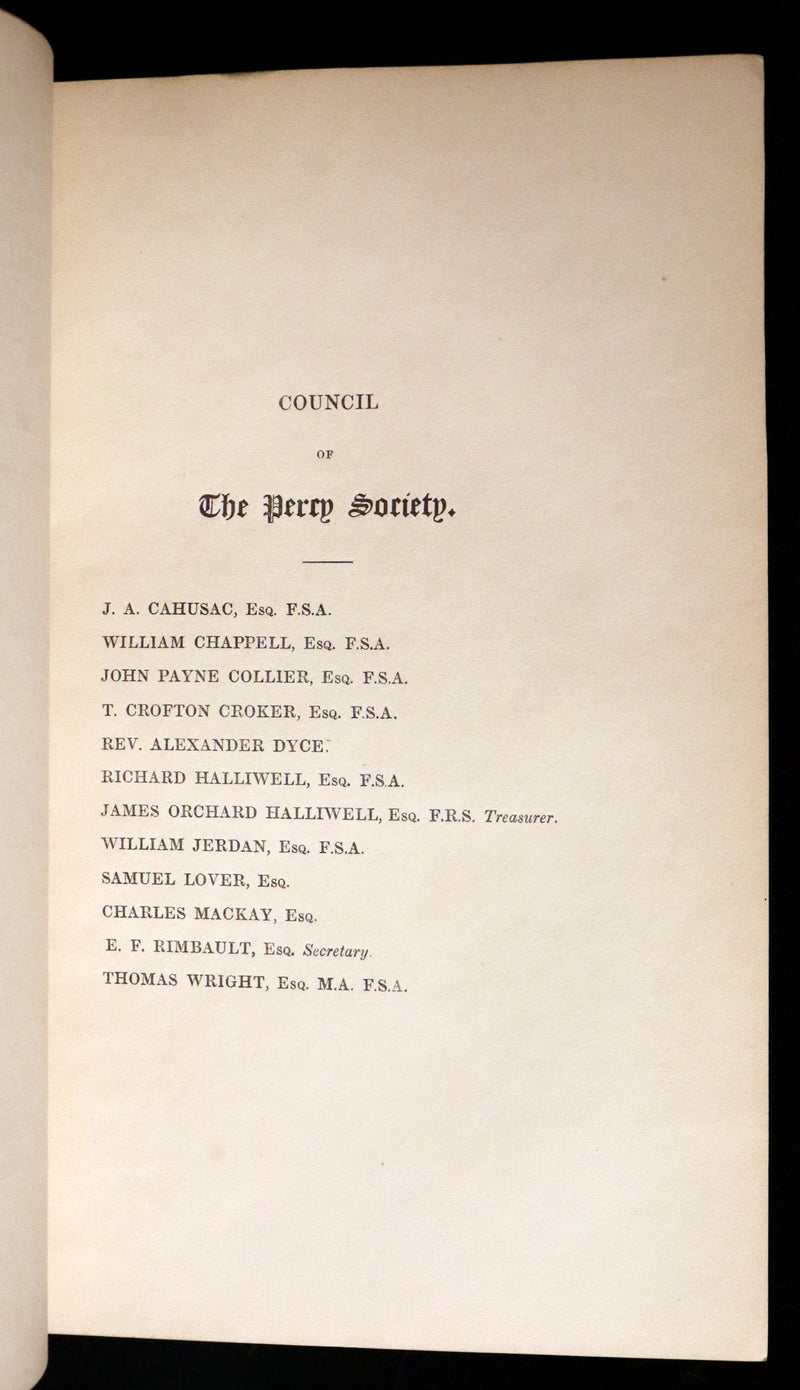 COUNCIL
OF
The Percy Society.
J. A. CAHUSAC, Esq. F.S.A.
WILLIAM CHAPPELL, Esq. F.S.A.
JOHN PAYNE COLLIER, Esq. F.S.A.
T. CROFTON CROKER, Esq. F.S.A.
REV. ALEXANDER DYCE.
RICHARD HALLIWELL, Esq. F.S.A.
JAMES ORCHARD HALLIWELL, Esq. F.R.S. Treasurer.
WILLIAM JERDAN, Esq. F.S.A.
SAMUEL LOVER, Esq.
CHARLES MACKAY, Esq.
E. F. RIMBAULT, Esq. Secretary.
THOMAS WRIGHT, Esq. M.A. F.S.A.